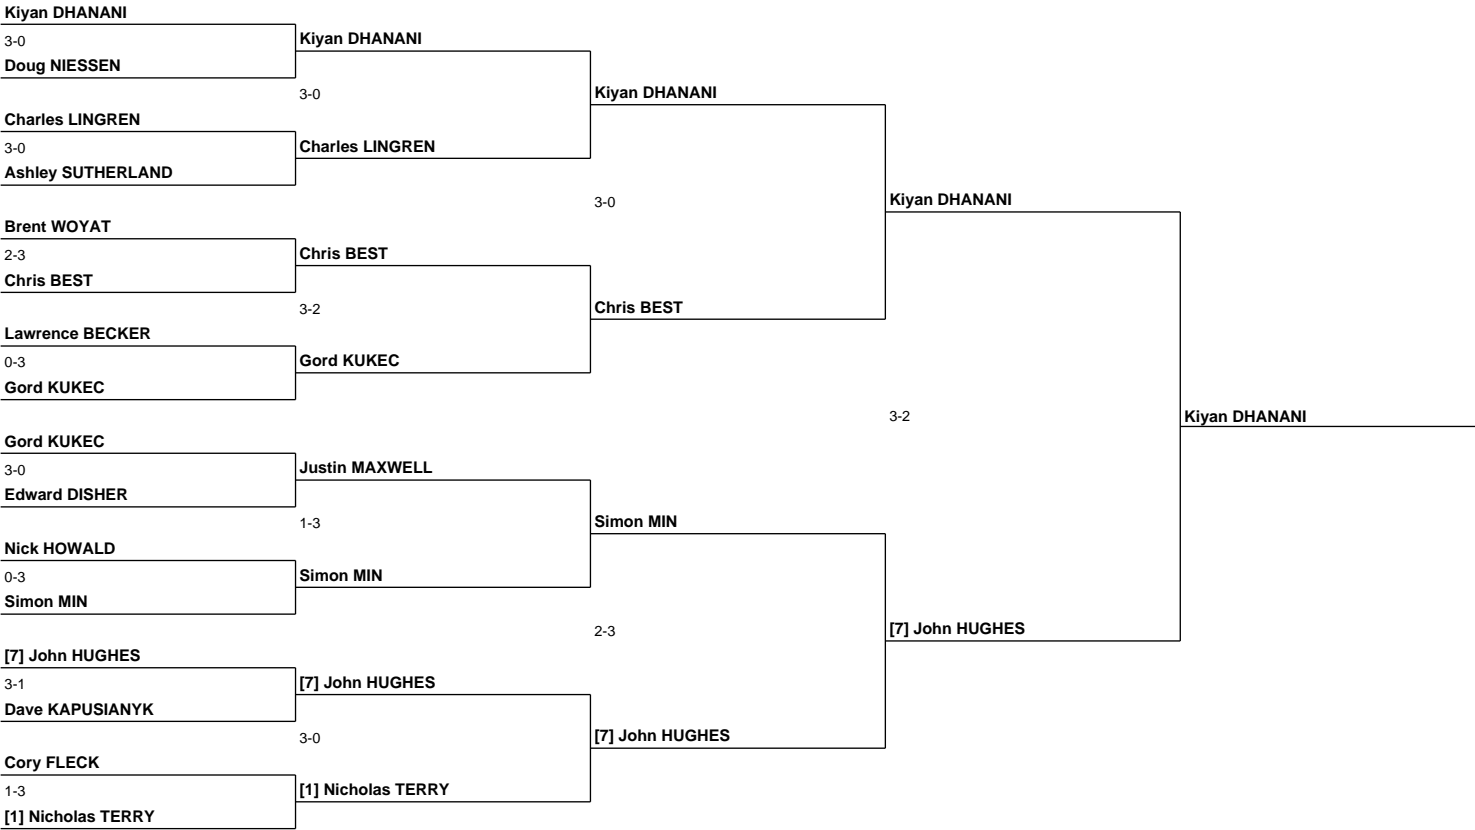 Kiyan DHANANI
3-0
Doug NIESSEN
Kiyan DHANANI
3-0
Charles LINGREN
3-0
Ashley SUTHERLAND
Charles LINGREN
Kiyan DHANANI
3-0
Brent WOYAT
2-3
Chris BEST
Chris BEST
3-2
Lawrence BECKER
0-3
Gord KUKEC
Gord KUKEC
Chris BEST
Kiyan DHANANI
3-2
Kiyan DHANANI
Gord KUKEC
3-0
Edward DISHER
Justin MAXWELL
1-3
Nick HOWALD
0-3
Simon MIN
Simon MIN
Simon MIN
2-3
[7] John HUGHES
3-1
Dave KAPUSIANYK
[7] John HUGHES
3-0
Cory FLECK
1-3
[1] Nicholas TERRY
[1] Nicholas TERRY
[7] John HUGHES
[7] John HUGHES